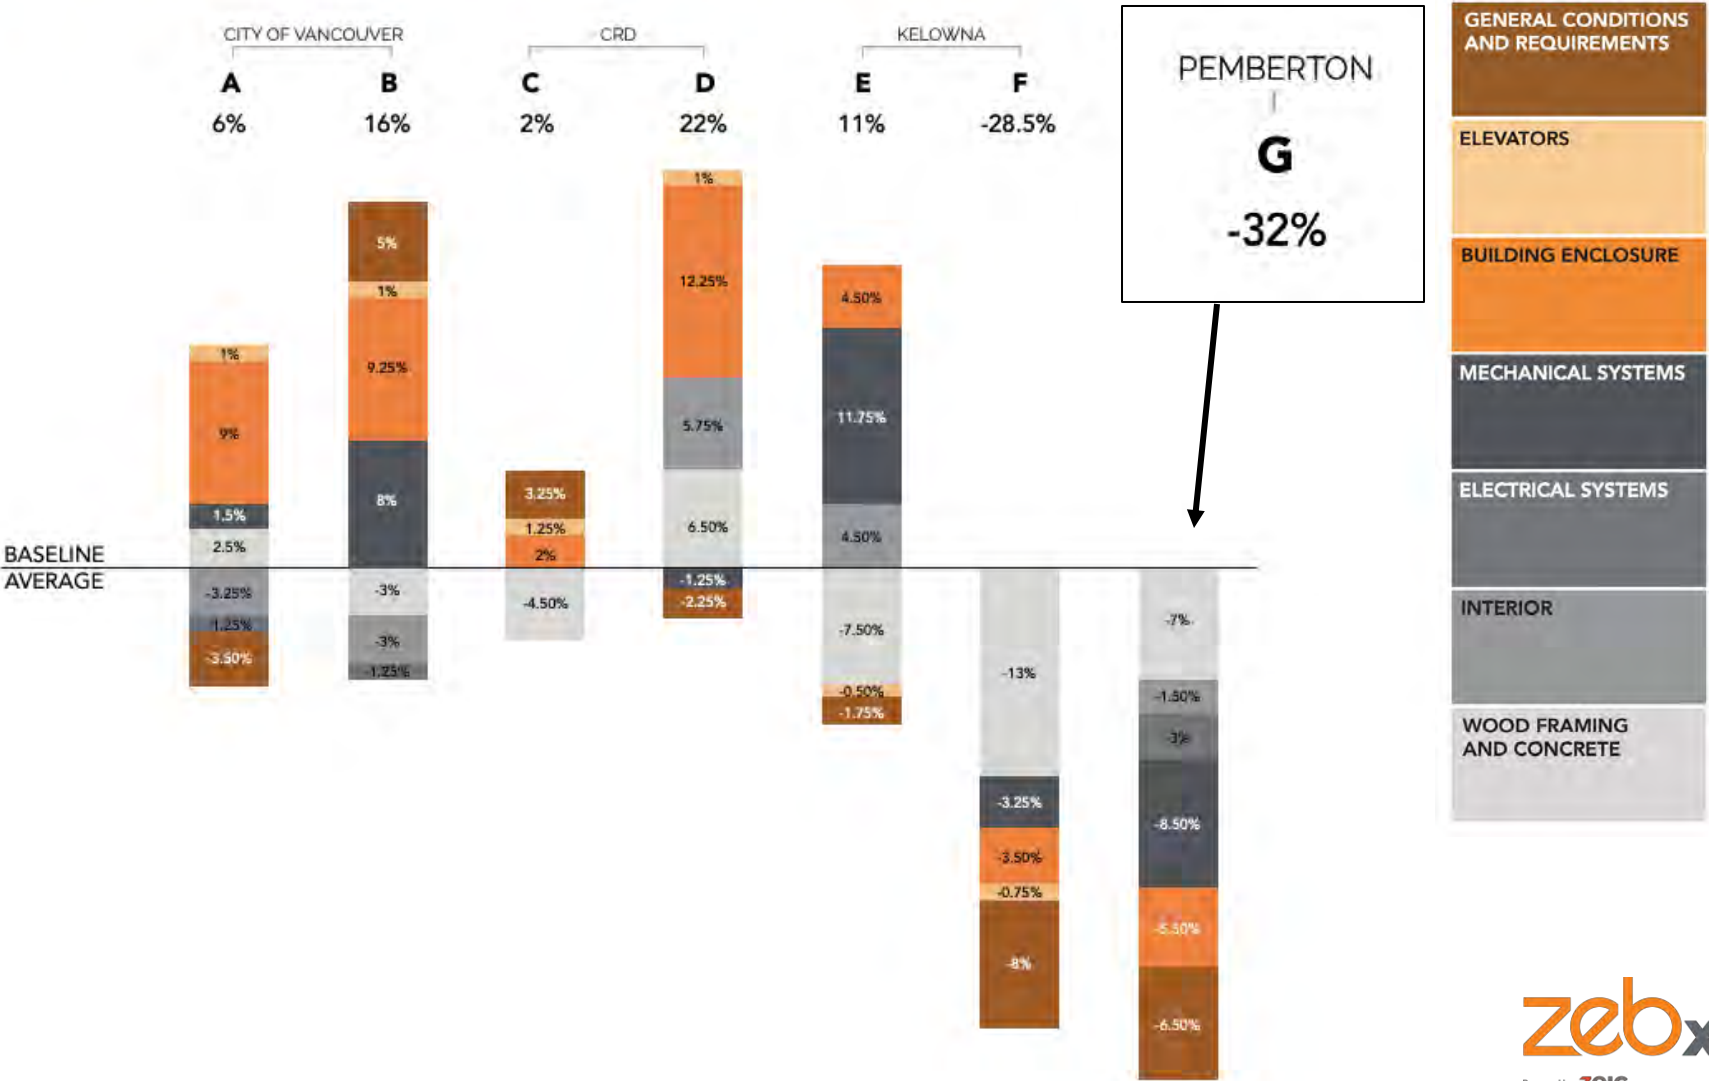 CITY OF VANCOUVER
CRD
KELOWNA
PEMBERTON
A
B
C
D
E
F
G
6%
16%
2%
22%
11%
-28.5%
-32%
BASELINE
AVERAGE
1%
9%
1.5%
2.5%
-3.25%
-1.25%
-3.50%
5%
1%
9.25%
8%
-3%
-3%
-1.25%
3.25%
1.25%
2%
-4.50%
1%
12.25%
5.75%
6.50%
-1.25%
-2.25%
4.50%
11.75%
4.50%
-7.50%
-0.50%
-1.75%
-13%
-3.25%
-3.50%
-0.75%
-8%
-7%
-1.50%
-3%
-8.50%
-5.50%
-6.50%
GENERAL CONDITIONS
AND REQUIREMENTS
ELEVATORS
BUILDING ENCLOSURE
MECHANICAL SYSTEMS
ELECTRICAL SYSTEMS
INTERIOR
WOOD FRAMING
AND CONCRETE
zebx